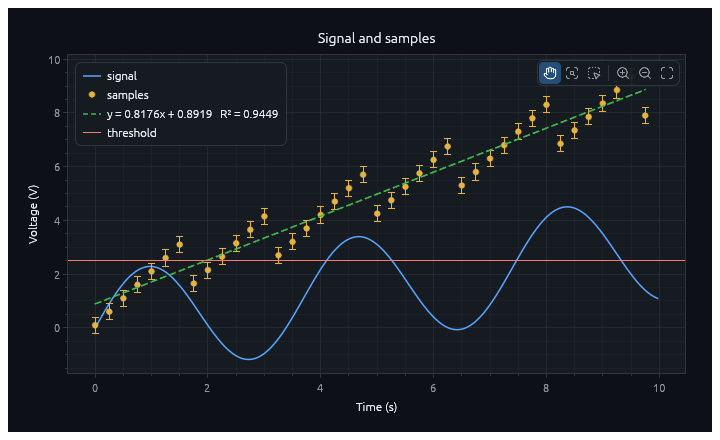 Signal and samples
signal
samples
y = 0.8176x + 0.8919   R² = 0.9449
threshold
Voltage (V)
10
8
6
4
2
0
0
2
4
6
8
10
Time (s)